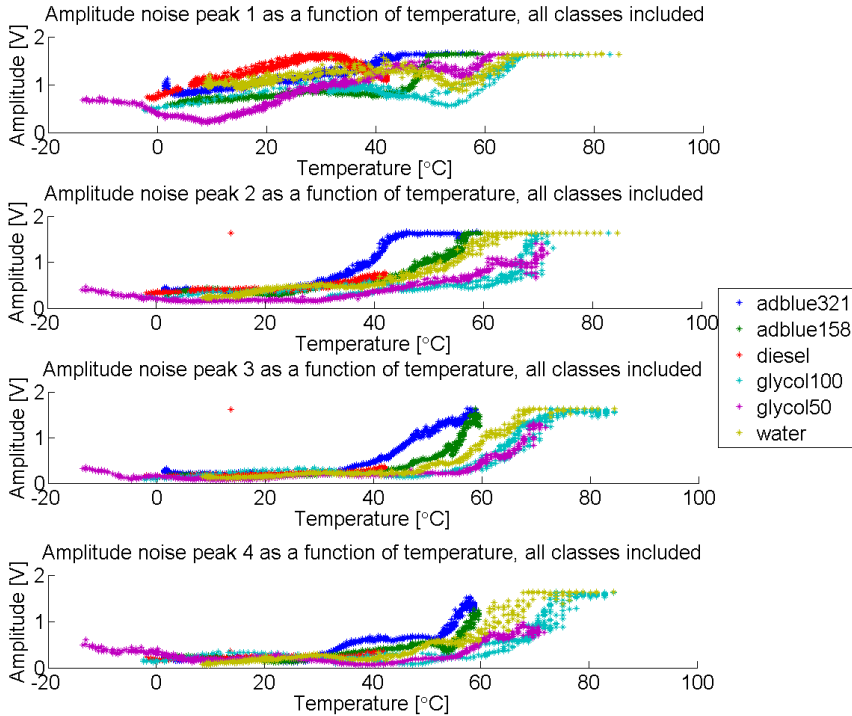 Amplitude noise peak 1 as a function of temperature, all classes included
Amplitude [V]
2
1
0
-20 0 20 40 60 80 100
Temperature [°C]
Amplitude noise peak 2 as a function of temperature, all classes included
Amplitude [V]
2
1
0
-20 0 20 40 60 80 100
Temperature [°C]
adblue321
adblue158
diesel
glycol100
glycol50
water
Amplitude noise peak 3 as a function of temperature, all classes included
Amplitude [V]
2
1
0
-20 0 20 40 60 80 100
Temperature [°C]
Amplitude noise peak 4 as a function of temperature, all classes included
Amplitude [V]
2
1
0
-20 0 20 40 60 80 100
Temperature [°C]